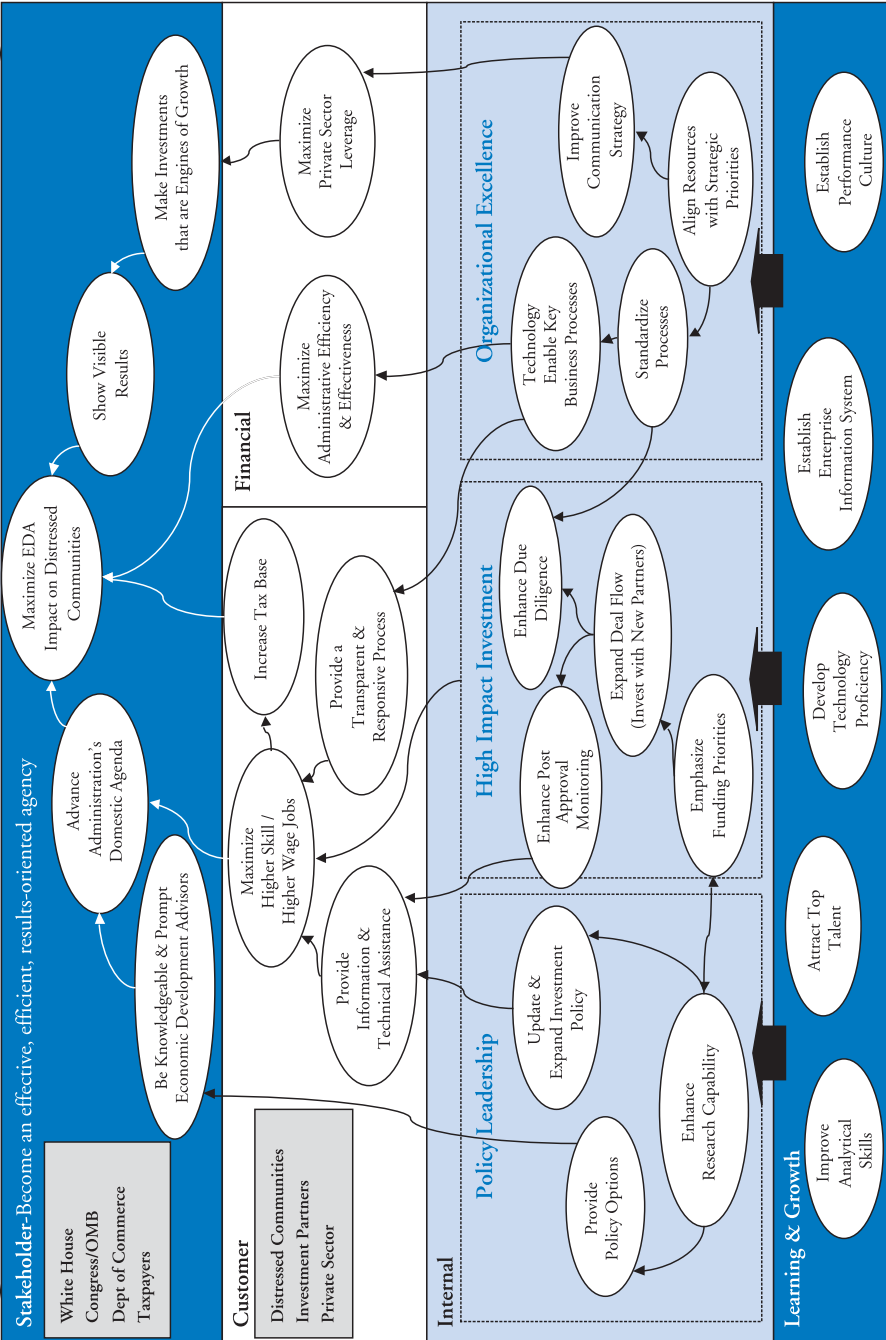 Stakeholder-Become an effective, efficient, results-oriented agency
White House
Congress/OMB
Dept of Commerce
Taxpayers
Be Knowledgeable & Prompt
Economic Development Advisors
Advance
Administration's
Domestic Agenda
Maximize EDA
Impact on Distressed
Communities
Show Visible
Results
Make Investments
that are Engines of Growth
Customer
Distressed Communities
Investment Partners
Private Sector
Provide
Information &
Technical Assistance
Maximize
Higher Skill /
Higher Wage Jobs
Provide a
Transparent &
Responsive Process
Increase Tax Base
Financial
Maximize
Administrative Efficiency
& Effectiveness
Maximize
Private Sector
Leverage
Internal
Policy Leadership
Provide
Policy Options
Update &
Expand Investment
Policy
Enhance
Research Capability
High Impact Investment
Enhance Post
Approval
Monitoring
Enhance Due
Diligence
Expand Deal Flow
(Invest with New Partners)
Emphasize
Funding Priorities
Organizational Excellence
Technology
Enable Key
Business Processes
Improve
Communication
Strategy
Standardize
Processes
Align Resources
with Strategic
Priorities
Learning & Growth
Improve
Analytical
Skills
Attract Top
Talent
Develop
Technology
Proficiency
Establish
Enterprise
Information System
Establish
Performance
Culture